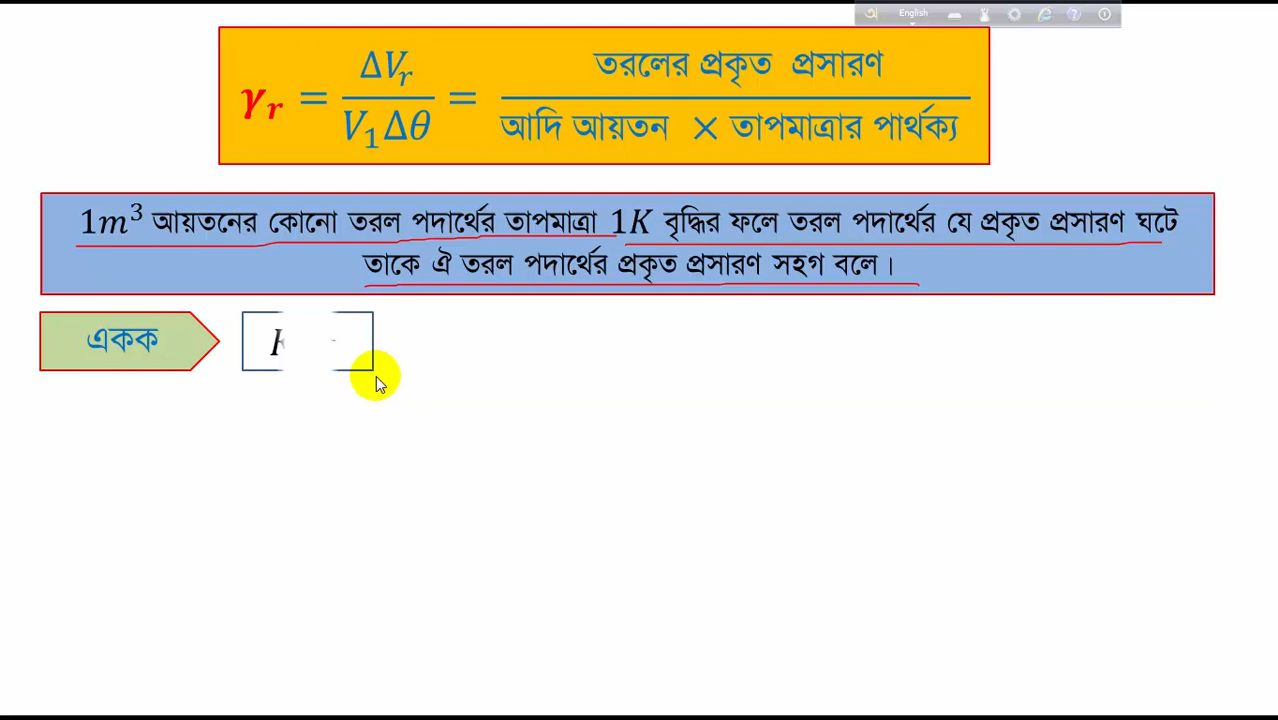 English
γᵣ = ΔVᵣ / V₁Δθ = তরলের প্রকৃত প্রসারণ / আদি আয়তন × তাপমাত্রার পার্থক্য
1m³ আয়তনের কোনো তরল পদার্থের তাপমাত্রা 1K বৃদ্ধির ফলে তরল পদার্থের যে প্রকৃত প্রসারণ ঘটে
তাকে ঐ তরল পদার্থের প্রকৃত প্রসারণ সহগ বলে।
একক